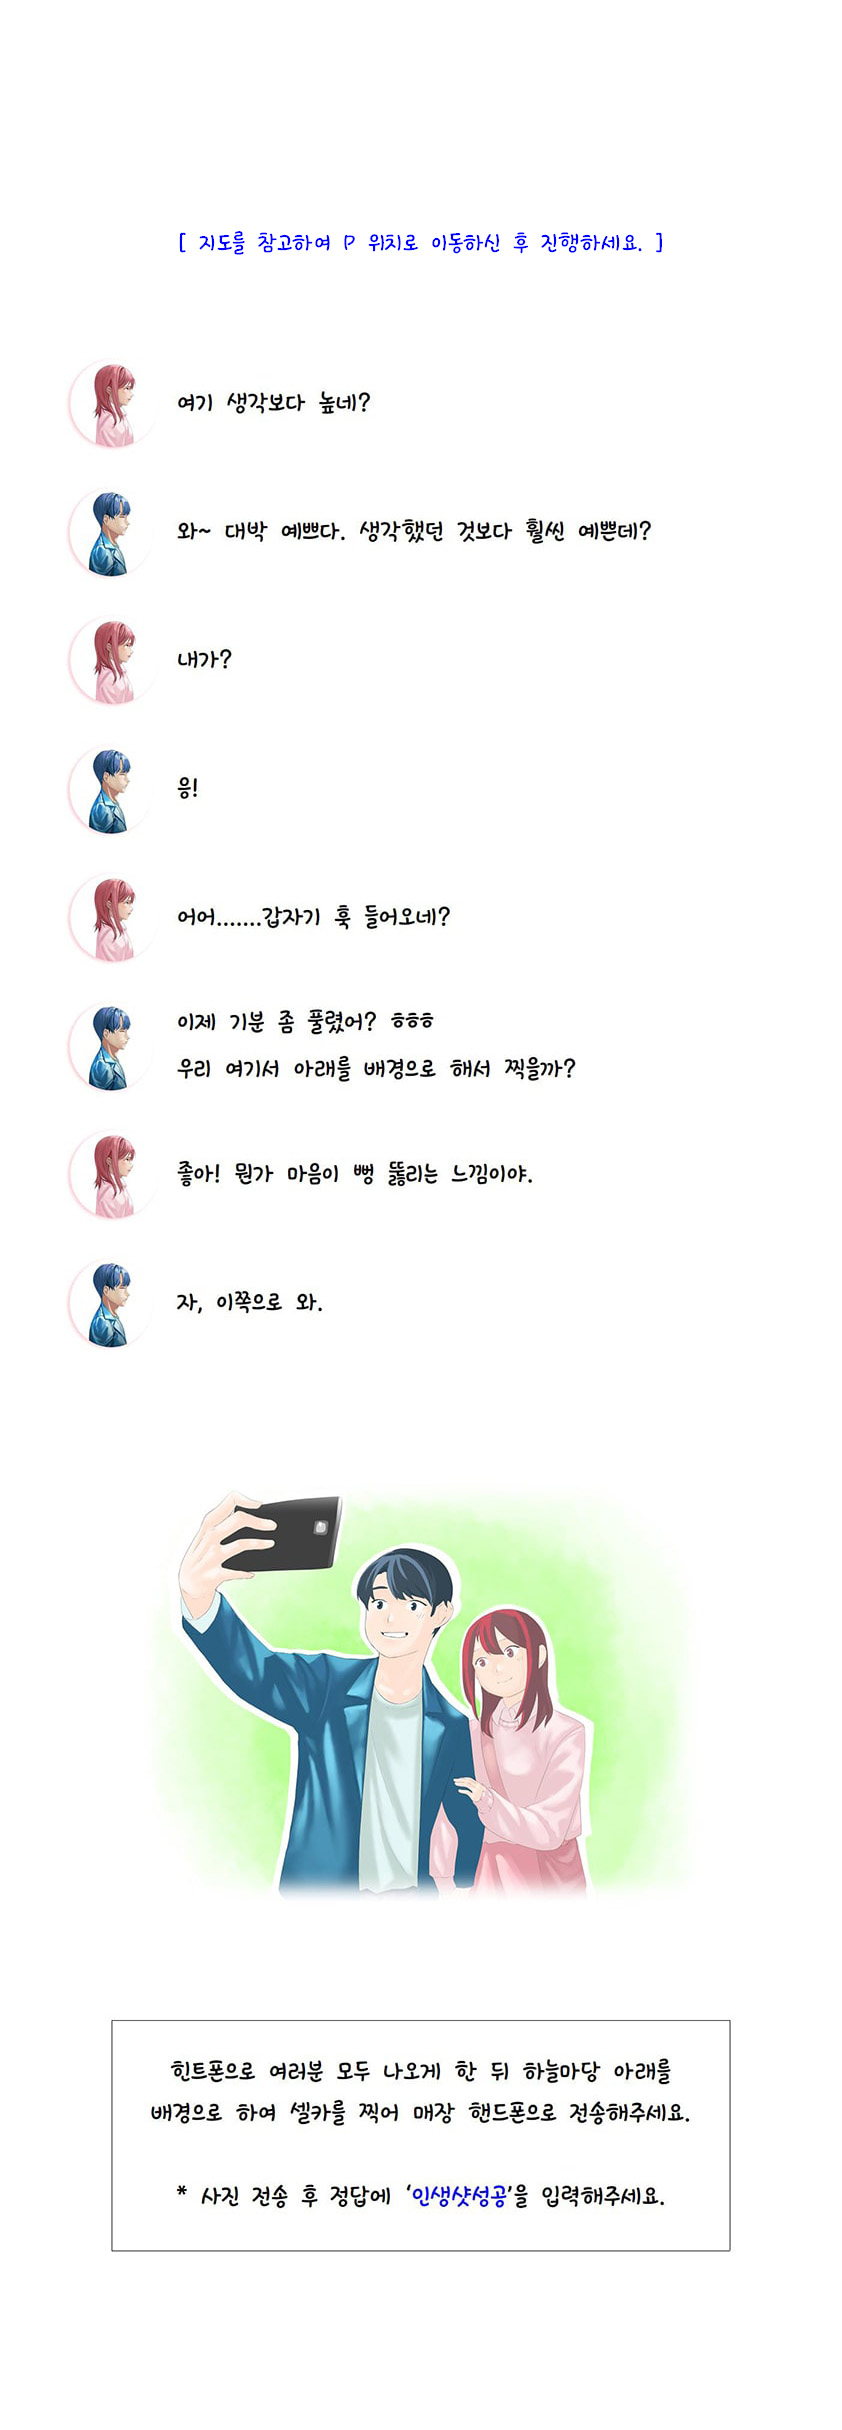 [ 지도를 참고하여 P 위치로 이동하신 후 진행하세요. ]
여기 생각보다 높네?
와~ 대박 예쁘다. 생각했던 것보다 훨씬 예쁜데?
내가?
응!
어어.......갑자기 훅 들어오네?
이제 기분 좀 풀렸어? ㅎㅎㅎ
우리 여기서 아래를 배경으로 해서 찍을까?
좋아! 뭔가 마음이 뻥 뚫리는 느낌이야.
자, 이쪽으로 와.
힌트폰으로 여러분 모두 나오게 한 뒤 하늘마당 아래를
배경으로 하여 셀카를 찍어 매장 핸드폰으로 전송해주세요.
* 사진 전송 후 정답에 '인생샷성공'을 입력해주세요.